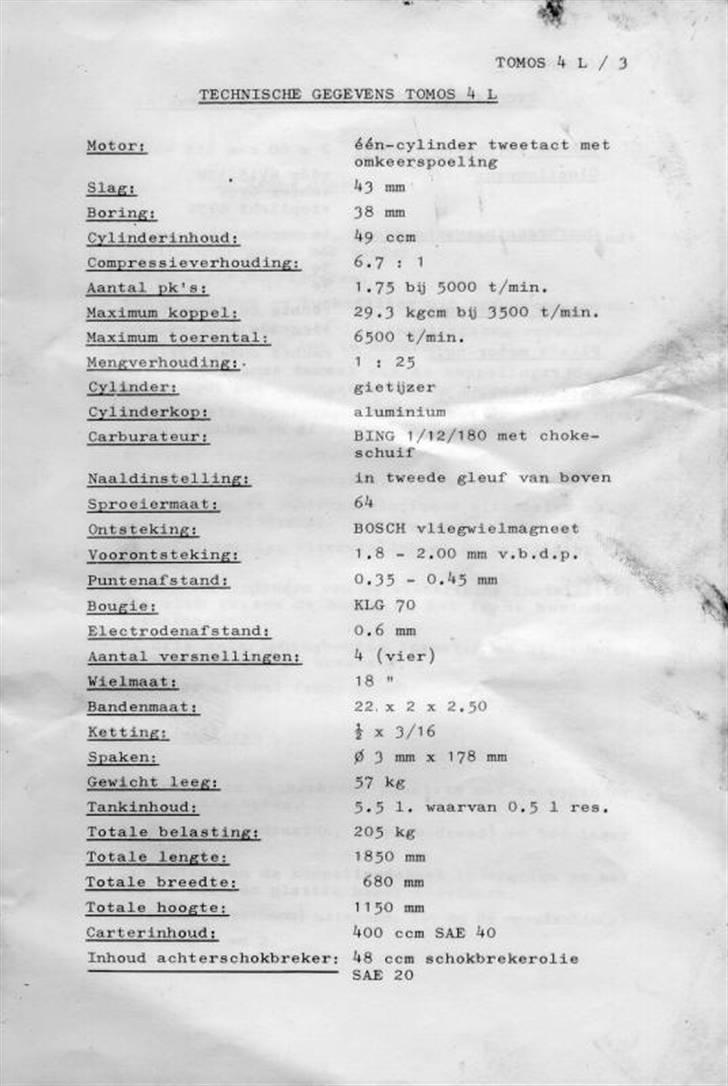 TOMOS 4 L / 3
TECHNISCHE GEGEVENS TOMOS 4 L
Motor: één-cylinder tweetact met
omkeerspoeling
Slag: 43 mm
Boring: 38 mm
Cylinderinhoud: 49 ccm
Compressieverhouding: 6.7 : 1
Aantal pk's: 1.75 bij 5000 t/min.
Maximum koppel: 29.3 kgcm bij 3500 t/min.
Maximum toerental: 6500 t/min.
Mengverhouding: 1 : 25
Cylinder: gietijzer
Cylinderkop: aluminium
Carburateur: BING 1/12/180 met choke-
schuif
Naaldinstelling: in tweede gleuf van boven
Sproeiermaat: 64
Ontsteking: BOSCH vliegwielmagneet
Voorontsteking: 1.8 - 2.00 mm v.b.d.p.
Puntenafstand: 0.35 - 0.45 mm
Bougie: KLG 70
Electrodenafstand: 0.6 mm
Aantal versnellingen: 4 (vier)
Wielmaat: 18 "
Bandenmaat: 22 x 2 x 2.50
Ketting: ½ x 3/16
Spaken: Ø 3 mm x 178 mm
Gewicht leeg: 57 kg
Tankinhoud: 5.5 l. waarvan 0.5 l res.
Totale belasting: 205 kg
Totale lengte: 1850 mm
Totale breedte: 680 mm
Totale hoogte: 1150 mm
Carterinhoud: 400 ccm SAE 40
Inhoud achterschokbreker: 48 ccm schokbrekerolie
SAE 20